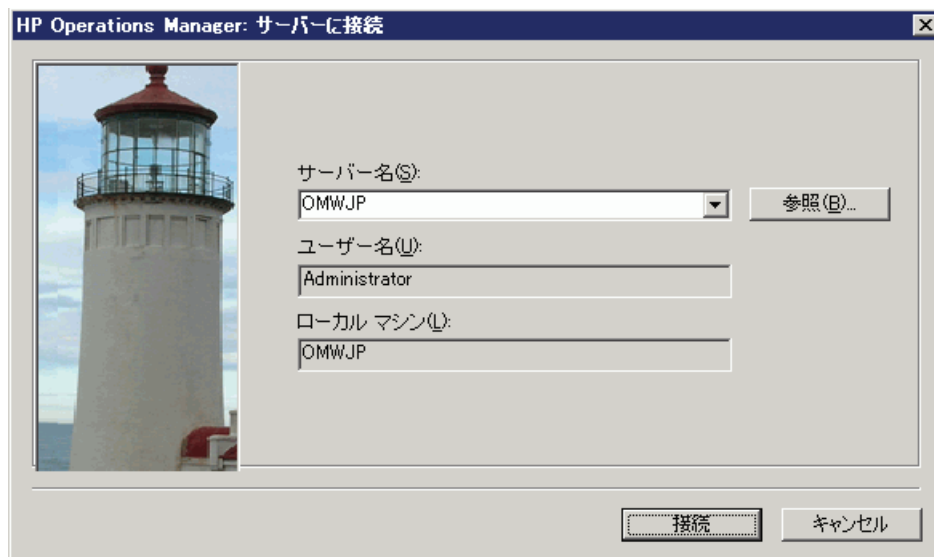 HP Operations Manager: サーバーに接続
サーバー名(S):
OMWJP
参照(B)...
ユーザー名(U):
Administrator
ローカル マシン(L):
OMWJP
接続
キャンセル